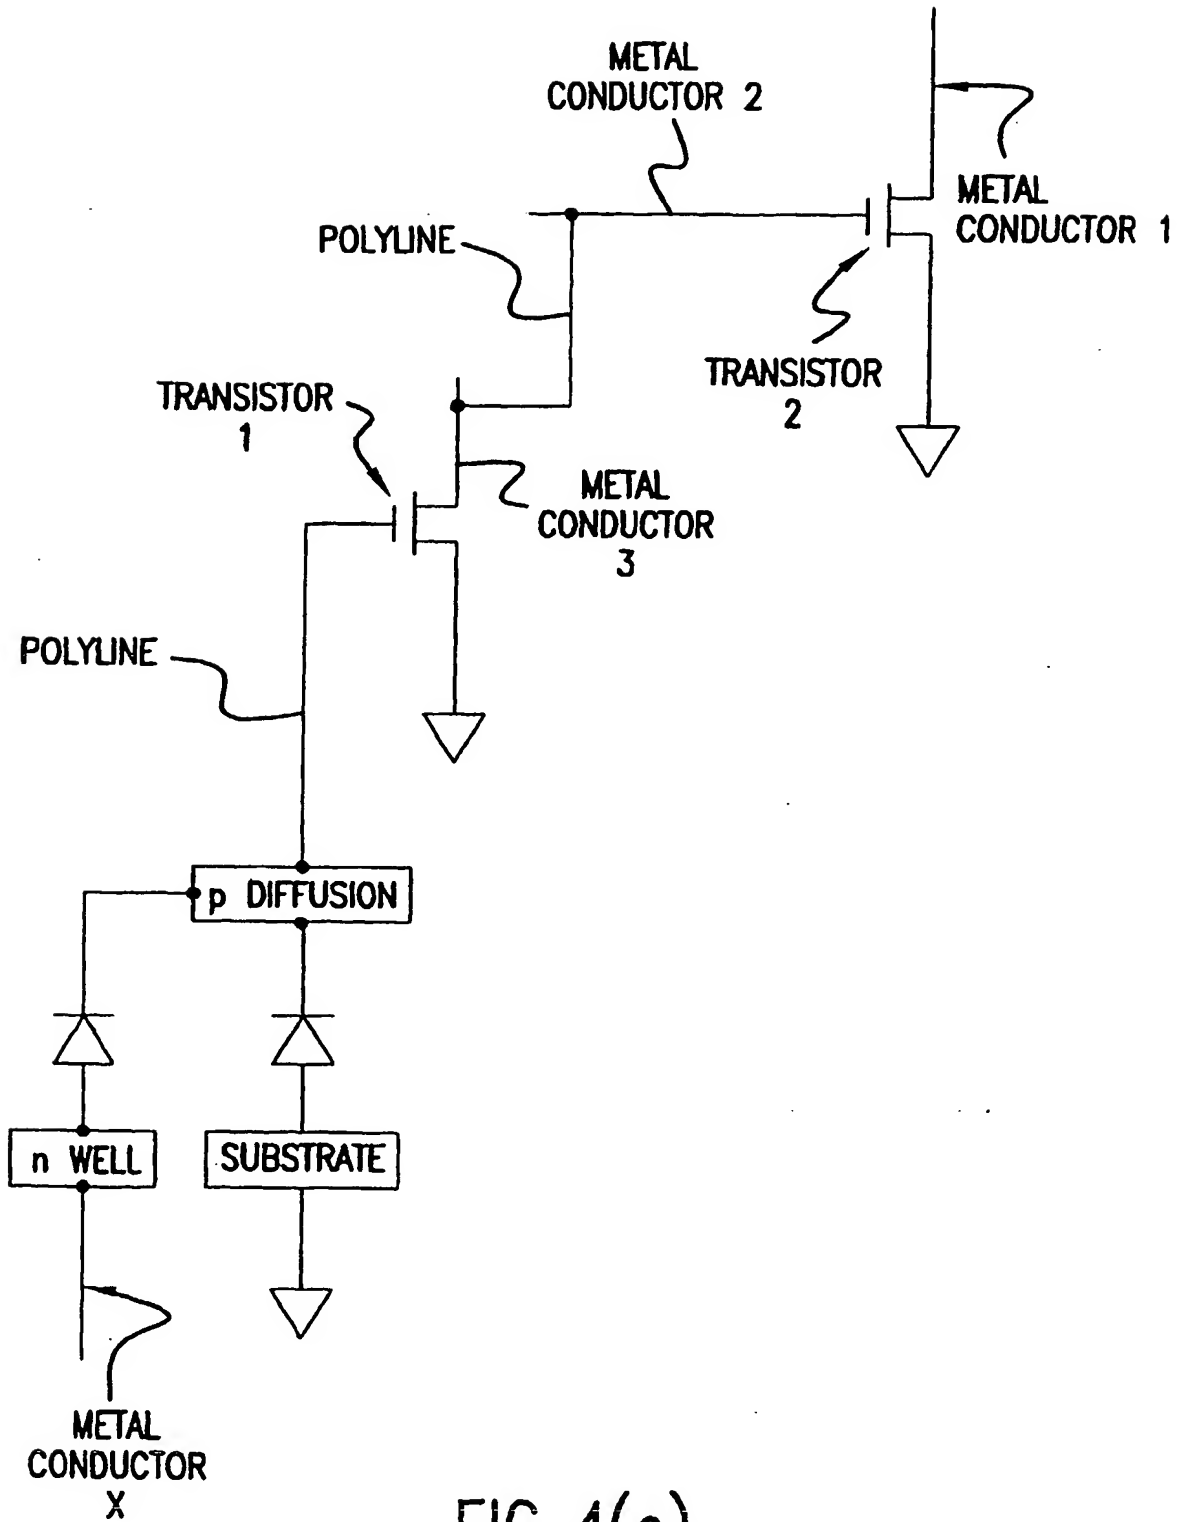 METAL
CONDUCTOR 2
METAL
CONDUCTOR 1
POLYLINE
TRANSISTOR
2
TRANSISTOR
1
METAL
CONDUCTOR
3
POLYLINE
p DIFFUSION
n WELL
SUBSTRATE
METAL
CONDUCTOR
X